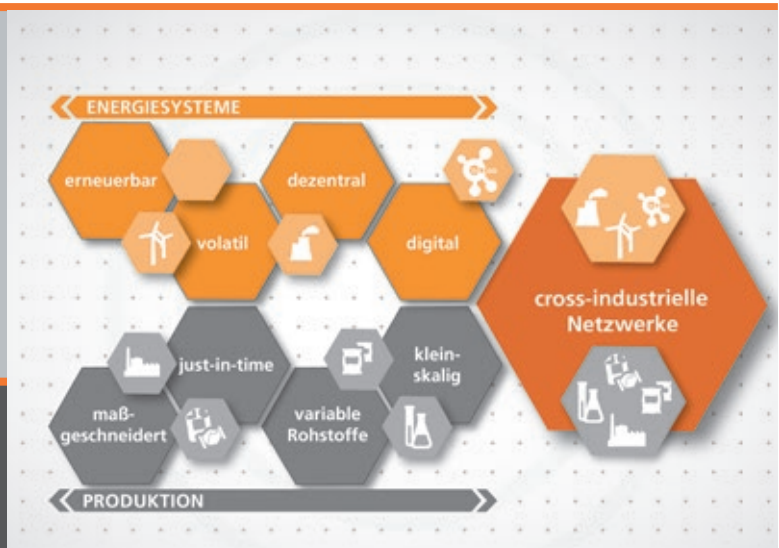 ENERGIESYSTEME
erneuerbar
dezentral
volatil
digital
cross-industrielle
Netzwerke
just-in-time
klein-
skalig
maß-
geschneidert
variable
Rohstoffe
PRODUKTION